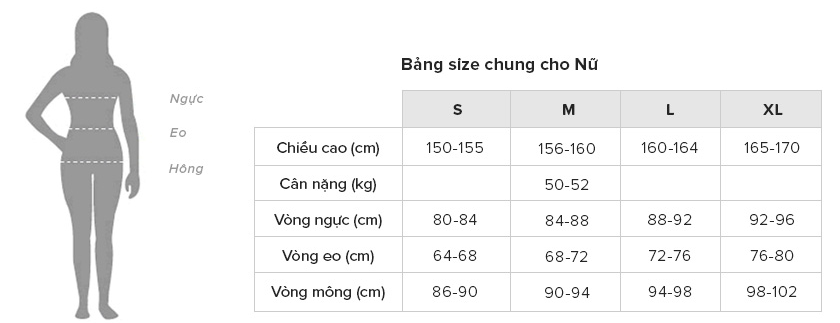 Bảng size chung cho Nữ
Ngực
Eo
Hông
S M L XL
Chiều cao (cm) 150-155 156-160 160-164 165-170
Cân nặng (kg) 50-52
Vòng ngực (cm) 80-84 84-88 88-92 92-96
Vòng eo (cm) 64-68 68-72 72-76 76-80
Vòng mông (cm) 86-90 90-94 94-98 98-102